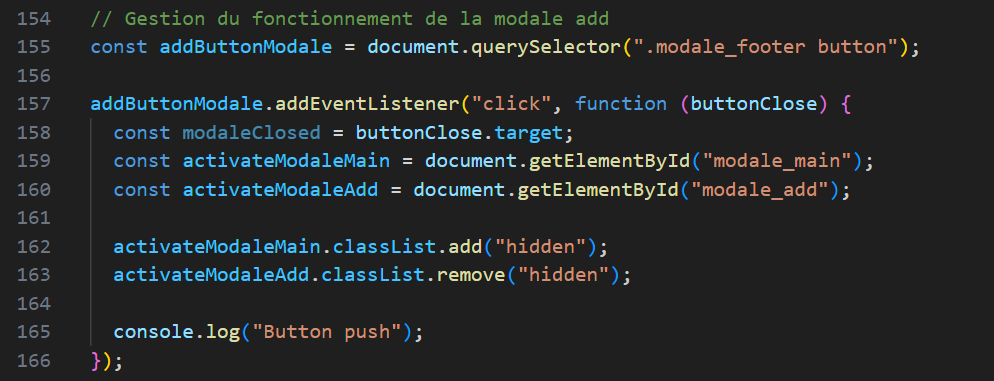 154 // Gestion du fonctionnement de la modale add
155 const addButtonModale = document.querySelector(".modale_footer button");
156
157 addButtonModale.addEventListener("click", function (buttonClose) {
158   const modaleClosed = buttonClose.target;
159   const activateModaleMain = document.getElementById("modale_main");
160   const activateModaleAdd = document.getElementById("modale_add");
161
162   activateModaleMain.classList.add("hidden");
163   activateModaleAdd.classList.remove("hidden");
164
165   console.log("Button push");
166 });